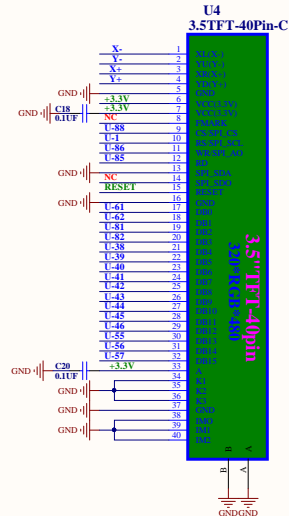 U4
3.5TFT-40Pin-C
X- 1 XL(X-)
Y- 2 YU(Y-)
X+ 3 XR(X+)
Y+ 4 YD(Y+)
GND 5 GND
+3.3V 6 VCC(3.3V)
GND C18 0.1UF +3.3V 7 VCC(3.3V)
NC 8 FMARK
U-88 9 CS/SPI_CS
U-1 10 RS/SPI_SCL
U-86 11 WR/SPI_AO
U-85 12 RD
GND 13 SPI_SDA
NC 14 SPI_SDO
RESET 15 RESET
GND 16 GND
U-61 17 DB0
U-62 18 DB1
U-81 19 DB2
U-82 20 DB3
U-38 21 DB4
U-39 22 DB5
U-40 23 DB6
U-41 24 DB7
U-42 25 DB8
U-43 26 DB9
U-44 27 DB10
U-45 28 DB11
U-46 29 DB12
U-55 30 DB13
U-56 31 DB14
U-57 32 DB15
GND C20 0.1UF +3.3V 33 A
34 K1
GND 35 K2
36 K3
GND 37 GND
38 IM0
GND 39 IM1
40 IM2
3.5"TFT-40pin
320*RGB*480
B A
B A
GND GND